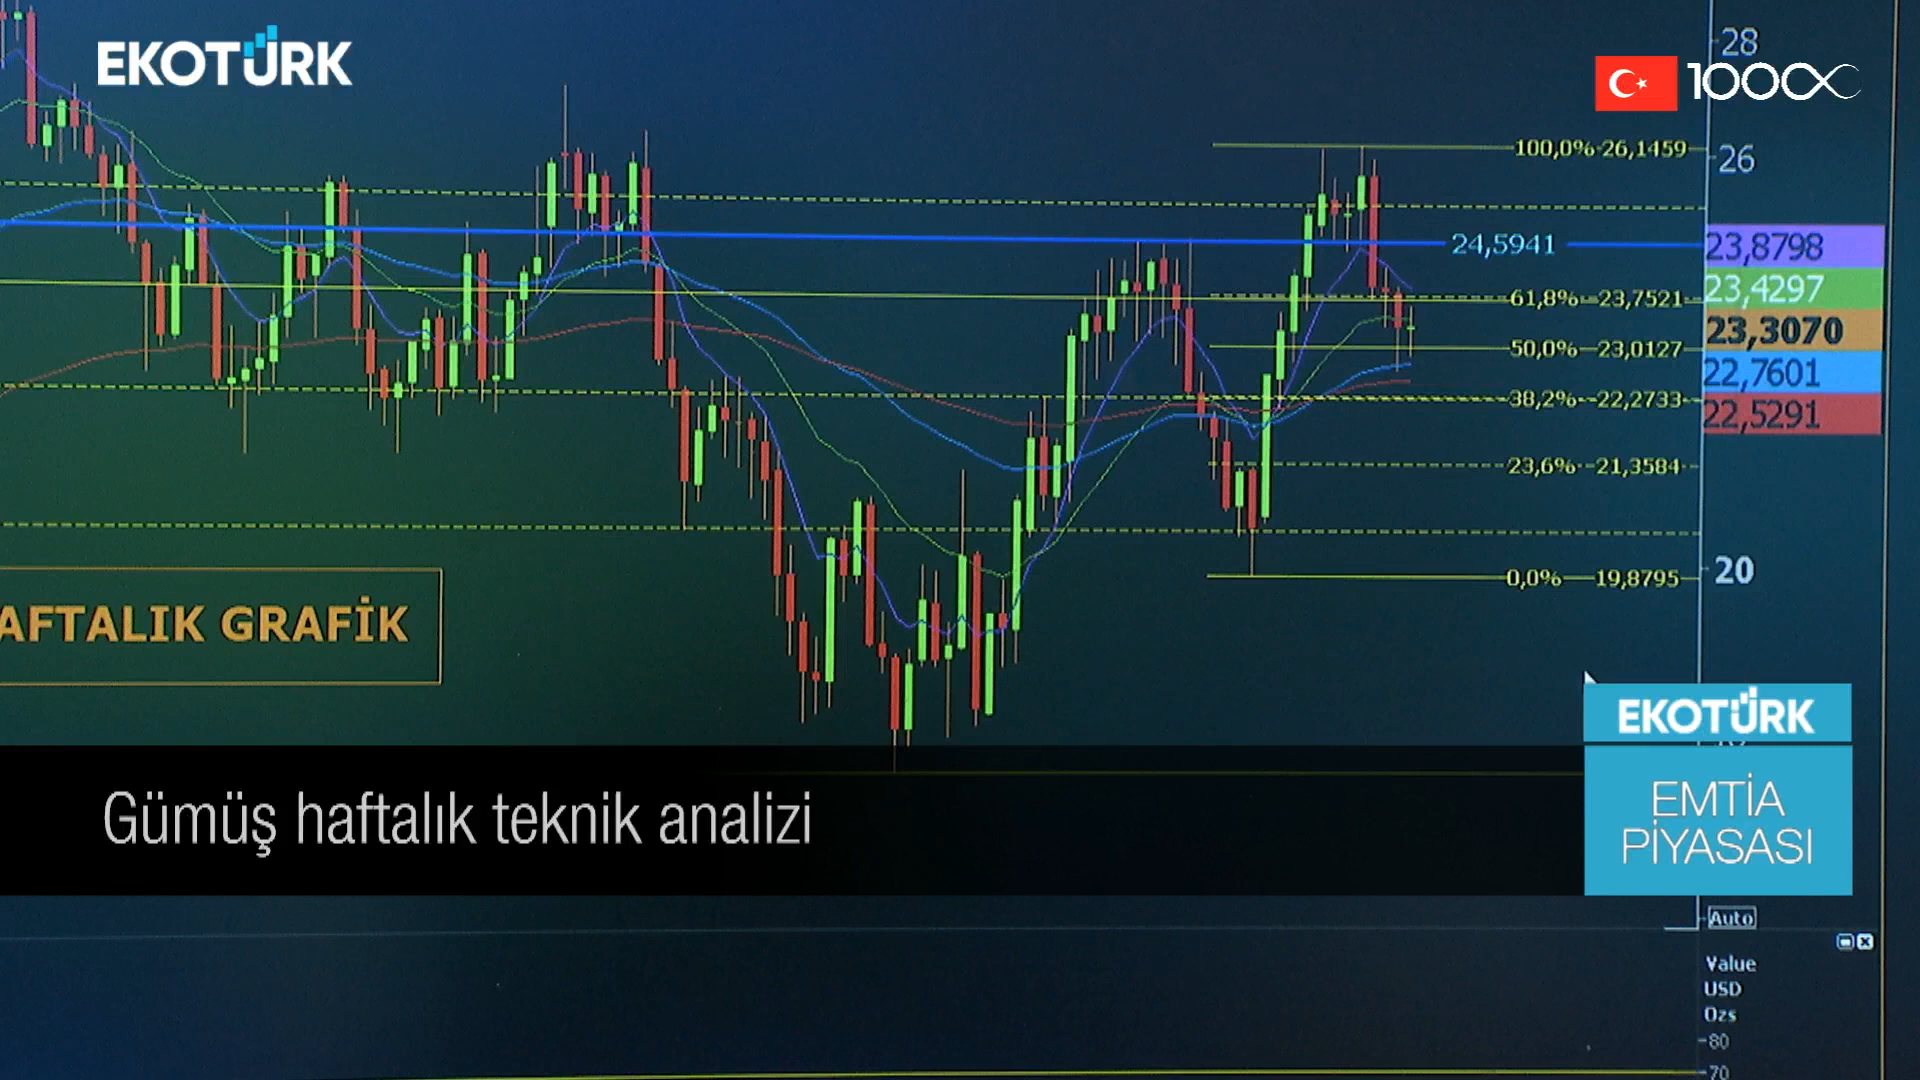 EKOTÜRK
100
28
100,0% 26,1459
26
24,5941
23,8798
61,8% 23,7521
23,4297
23,3070
50,0% 23,0127
22,7601
38,2% 22,2733
22,5291
23,6% 21,3584
20
0,0% 19,8795
AFTALIK GRAFİK
EKOTÜRK
EMTİA
PİYASASI
Gümüş haftalık teknik analizi
Auto
Value
USD
Ozs
80
70